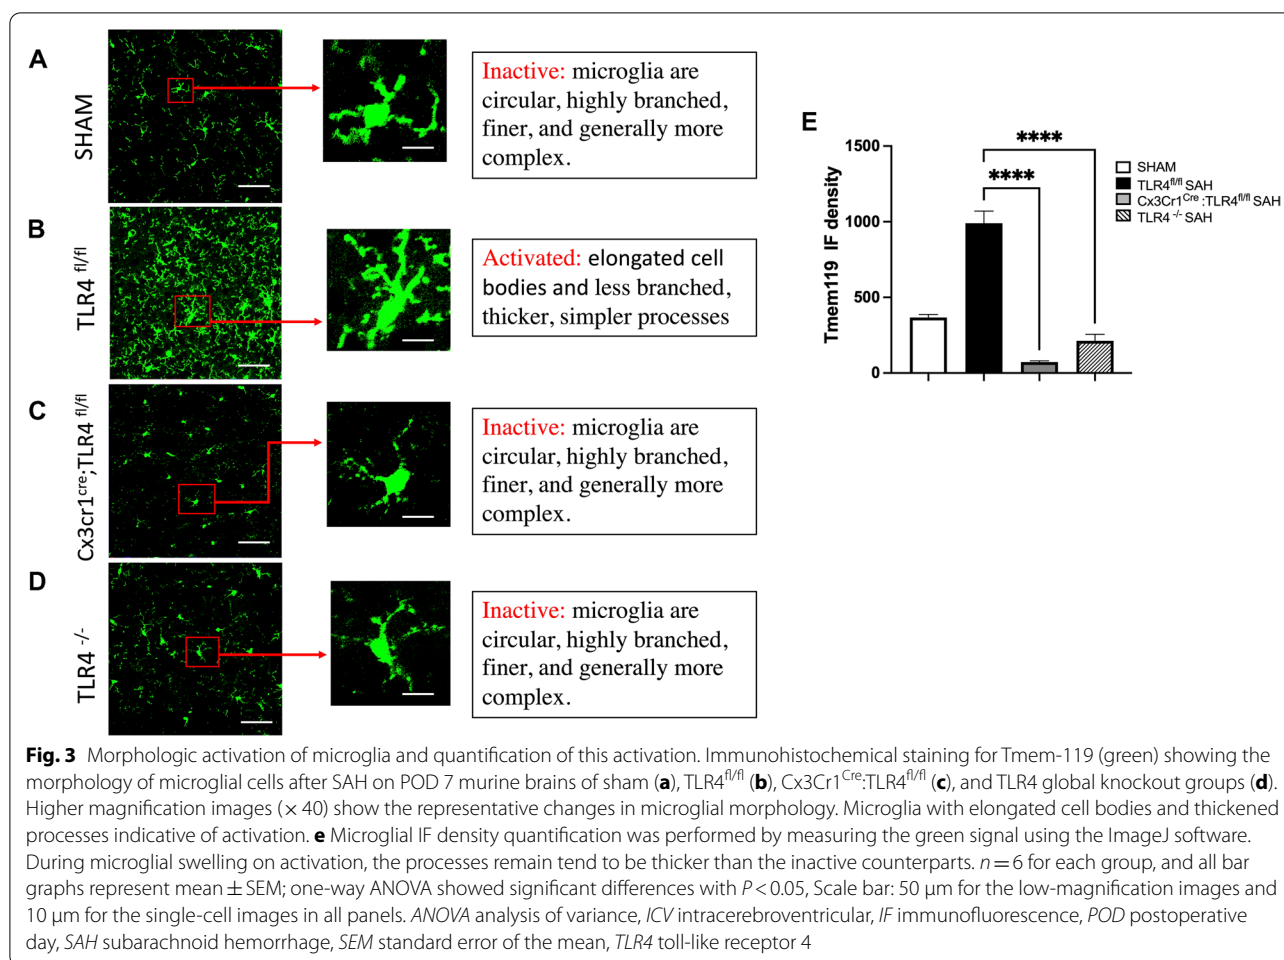 A
SHAM
Inactive: microglia are
circular, highly branched,
finer, and generally more
complex.
B
TLR4 fl/fl
Activated: elongated cell
bodies and less branched,
thicker, simpler processes
C
Cx3cr1cre;TLR4 fl/fl
Inactive: microglia are
circular, highly branched,
finer, and generally more
complex.
D
TLR4 -/-
Inactive: microglia are
circular, highly branched,
finer, and generally more
complex.
E
Tmem119 IF density
1500
1000
500
0
****
****
SHAM
TLR4fl/fl SAH
Cx3Cr1Cre:TLR4fl/fl SAH
TLR4 -/- SAH
Fig. 3 Morphologic activation of microglia and quantification of this activation. Immunohistochemical staining for Tmem-119 (green) showing the
morphology of microglial cells after SAH on POD 7 murine brains of sham (a), TLR4fl/fl (b), Cx3Cr1Cre:TLR4fl/fl (c), and TLR4 global knockout groups (d).
Higher magnification images (× 40) show the representative changes in microglial morphology. Microglia with elongated cell bodies and thickened
processes indicative of activation. e Microglial IF density quantification was performed by measuring the green signal using the ImageJ software.
During microglial swelling on activation, the processes remain tend to be thicker than the inactive counterparts. n = 6 for each group, and all bar
graphs represent mean ± SEM; one-way ANOVA showed significant differences with P < 0.05, Scale bar: 50 μm for the low-magnification images and
10 μm for the single-cell images in all panels. ANOVA analysis of variance, ICV intracerebroventricular, IF immunofluorescence, POD postoperative
day, SAH subarachnoid hemorrhage, SEM standard error of the mean, TLR4 toll-like receptor 4